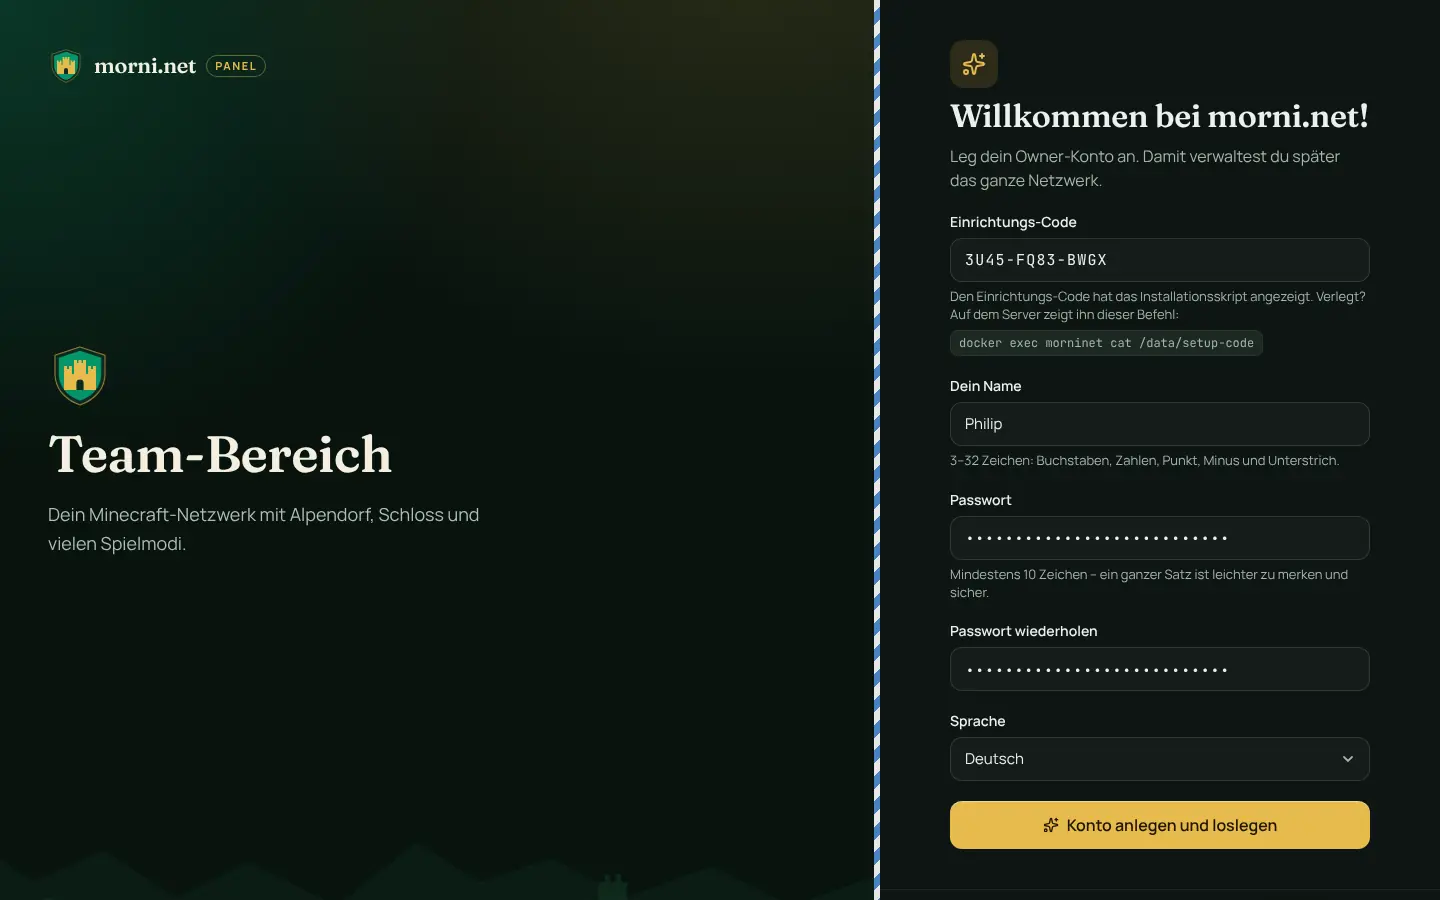 morni.net
PANEL
Team-Bereich
Dein Minecraft-Netzwerk mit Alpendorf, Schloss und
vielen Spielmodi.
Willkommen bei morni.net!
Leg dein Owner-Konto an. Damit verwaltest du später
das ganze Netzwerk.
Einrichtungs-Code
3U45-FQ83-BWGX
Den Einrichtungs-Code hat das Installationsskript angezeigt. Verlegt?
Auf dem Server zeigt ihn dieser Befehl:
docker exec morninet cat /data/setup-code
Dein Name
Philip
3–32 Zeichen: Buchstaben, Zahlen, Punkt, Minus und Unterstrich.
Passwort
Mindestens 10 Zeichen – ein ganzer Satz ist leichter zu merken und
sicher.
Passwort wiederholen
Sprache
Deutsch
Konto anlegen und loslegen